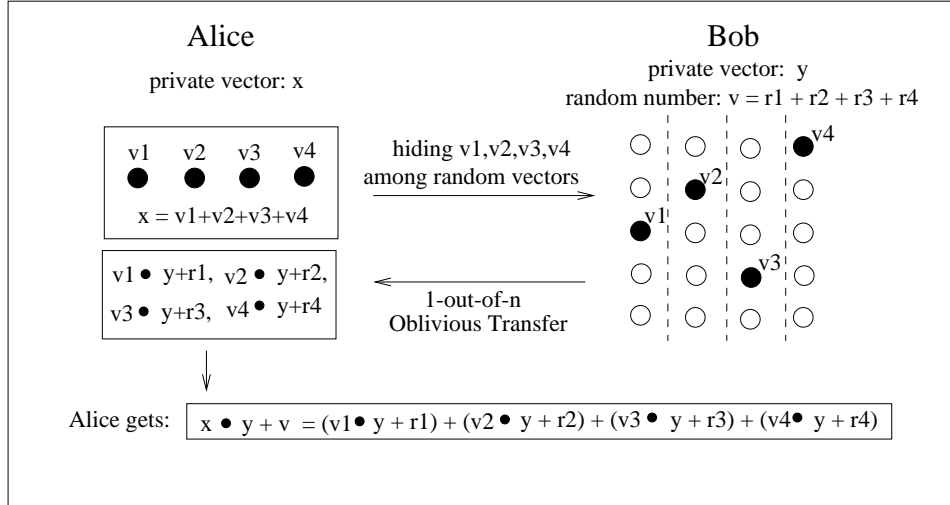 Alice
private vector: x
v1 v2 v3 v4
x = v1+v2+v3+v4
v1 • y+r1, v2 • y+r2,
v3 • y+r3, v4 • y+r4
hiding v1,v2,v3,v4
among random vectors
1-out-of-n
Oblivious Transfer
Bob
private vector: y
random number: v = r1 + r2 + r3 + r4
v4
v2
v1
v3
Alice gets: x • y + v = (v1 • y + r1) + (v2 • y + r2) + (v3 • y + r3) + (v4 • y + r4)